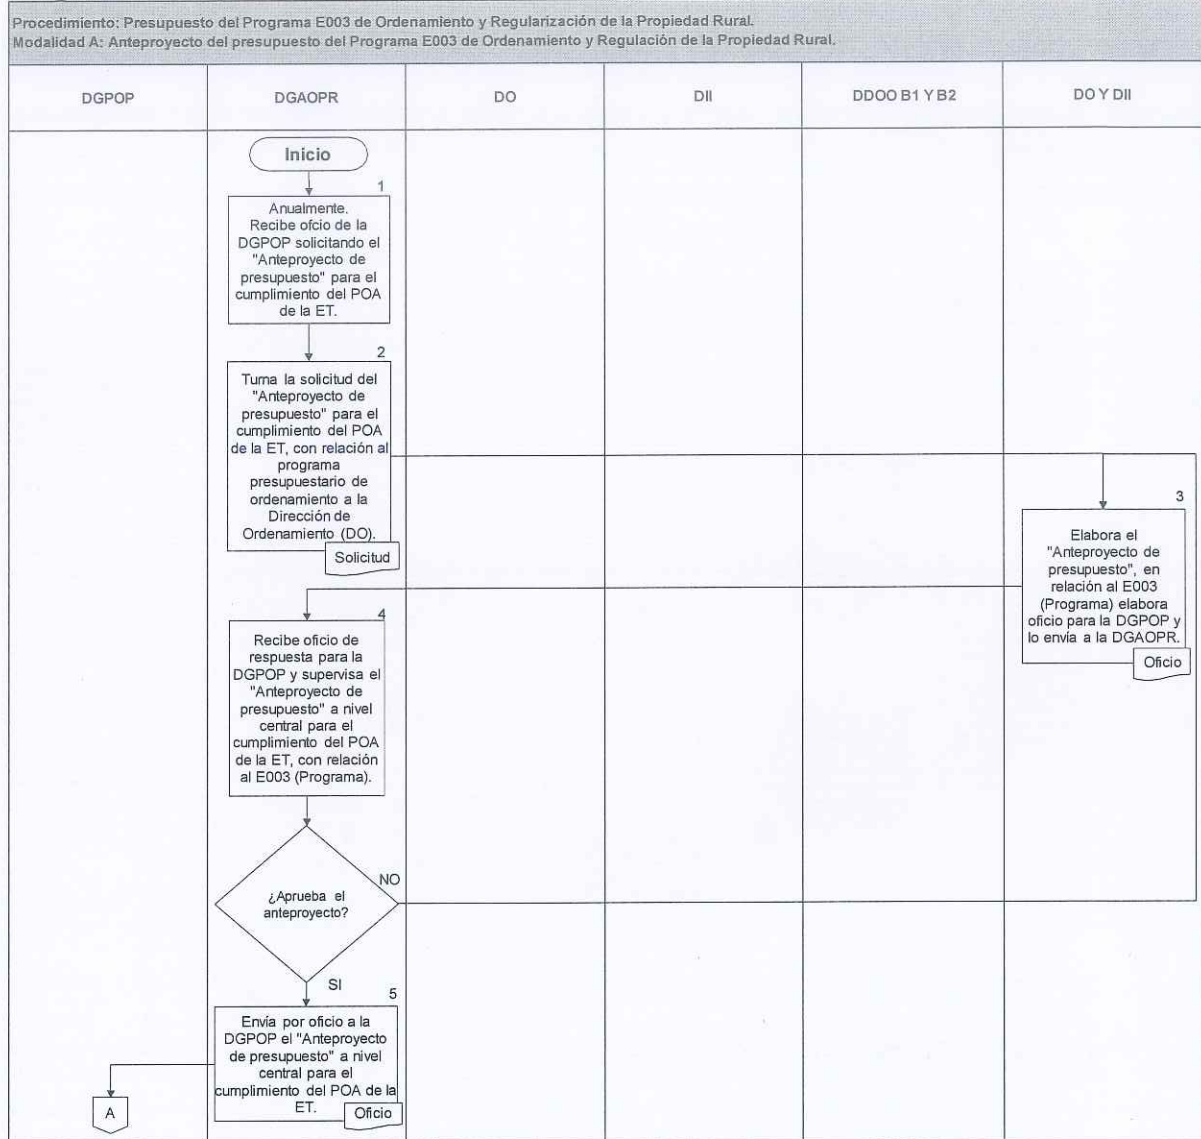 Procedimiento: Presupuesto del Programa E003 de Ordenamiento y Regularización de la Propiedad Rural.
Modalidad A: Anteproyecto del presupuesto del Programa E003 de Ordenamiento y Regulación de la Propiedad Rural.
DGPOP
DGAOPR
DO
DII
DDOO B1 Y B2
DO Y DII
Inicio
1
Anualmente.
Recibe ofcio de la
DGPOP solicitando el
"Anteproyecto de
presupuesto" para el
cumplimiento del POA
de la ET.
2
Turna la solicitud del
"Anteproyecto de
presupuesto" para el
cumplimiento del POA
de la ET, con relación al
programa
presupuestario de
ordenamiento a la
Dirección de
Ordenamiento (DO).
Solicitud
3
Elabora el
"Anteproyecto de
presupuesto", en
relación al E003
(Programa) elabora
oficio para la DGPOP y
lo envía a la DGAOPR.
Oficio
4
Recibe oficio de
respuesta para la
DGPOP y supervisa el
"Anteproyecto de
presupuesto" a nivel
central para el
cumplimiento del POA
de la ET, con relación
al E003 (Programa).
¿Aprueba el
anteproyecto?
NO
SI
5
Envía por oficio a la
DGPOP el "Anteproyecto
de presupuesto" a nivel
central para el
cumplimiento del POA de la
ET.
Oficio
A